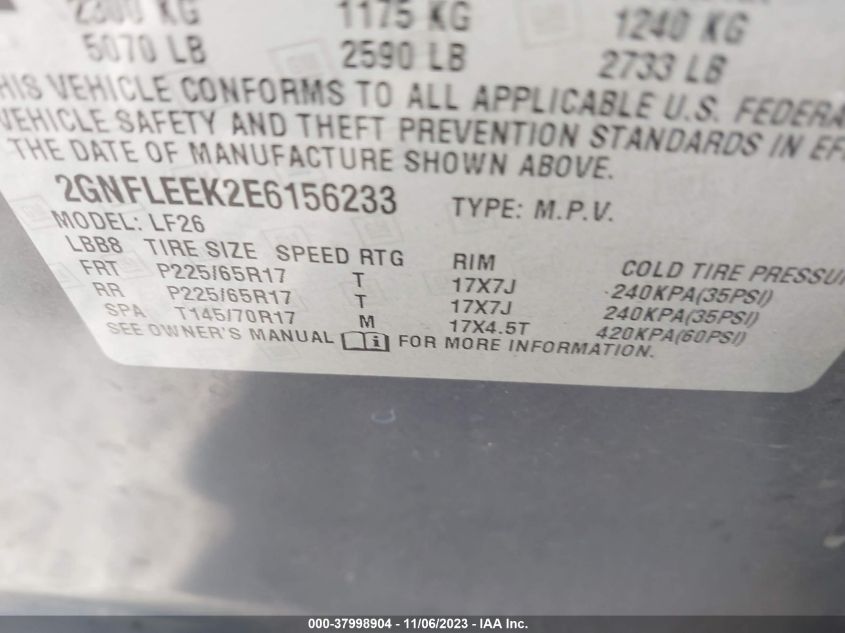 2300 KG 1175 KG 1240 KG
5070 LB 2590 LB 2733 LB
HIS VEHICLE CONFORMS TO ALL APPLICABLE U.S. FEDERA
VEHICLE SAFETY AND THEFT PREVENTION STANDARDS IN EF
THE DATE OF MANUFACTURE SHOWN ABOVE.
2GNFLEEK2E6156233 TYPE: M.P.V.
MODEL: LF26
LBB8 TIRE SIZE SPEED RTG RIM COLD TIRE PRESSU
FRT P225/65R17 T 17X7J 240KPA(35PSI)
RR P225/65R17 T 17X7J 240KPA(35PSI)
SPA T145/70R17 M 17X4.5T 420KPA(60PSI)
SEE OWNER'S MANUAL FOR MORE INFORMATION.
000-37998904 - 11/06/2023 - IAA Inc.